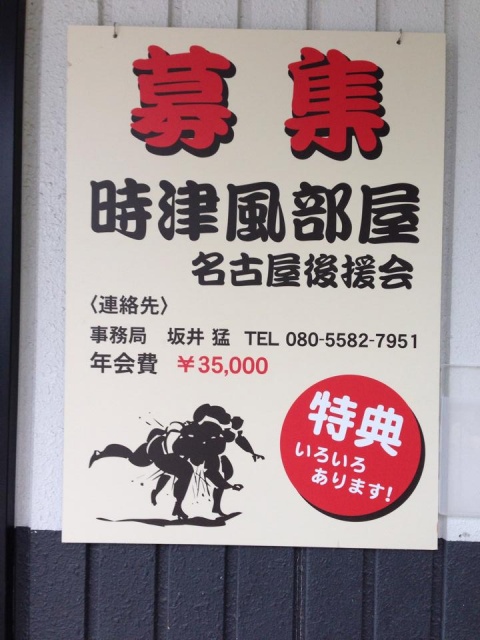 募集
時津風部屋
名古屋後援会
〈連絡先〉
事務局 坂井 猛 TEL 080-5582-7951
年会費 ￥35,000
特典
いろいろ
あります!